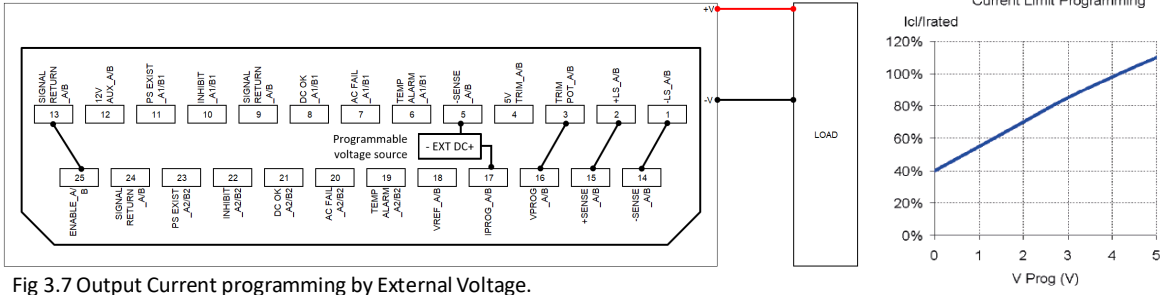 +V
-V
LOAD
SIGNAL
RETURN
_A/B
12V
AUX_A/B
PS EXIST
_A1/B1
INHIBIT
_A1/B1
SIGNAL
RETURN
_A/B
DC OK
_A1/B1
AC FAIL
_A1/B1
TEMP
ALARM
_A1/B1
-SENSE
_A/B
5V
TRIM_A/B
TRIM
POT_A/B
+LS_A/B
-LS_A/B
13 12 11 10 9 8 7 6 5 4 3 2 1
Programmable
voltage source
- EXT DC+
25 24 23 22 21 20 19 18 17 16 15 14
ENABLE_A/
B
SIGNAL
RETURN
_A/B
PS EXIST
_A2/B2
INHIBIT
_A2/B2
DC OK
_A2/B2
AC FAIL
_A2/B2
TEMP
ALARM
_A2/B2
VREF_A/B
IPROG_A/B
VPROG
_A/B
+SENSE
_A/B
-SENSE
_A/B
Fig 3.7 Output Current programming by External Voltage.
Current Limit Programming
Icl/Irated
120%
100%
80%
60%
40%
20%
0%
0 1 2 3 4 5
V Prog (V)